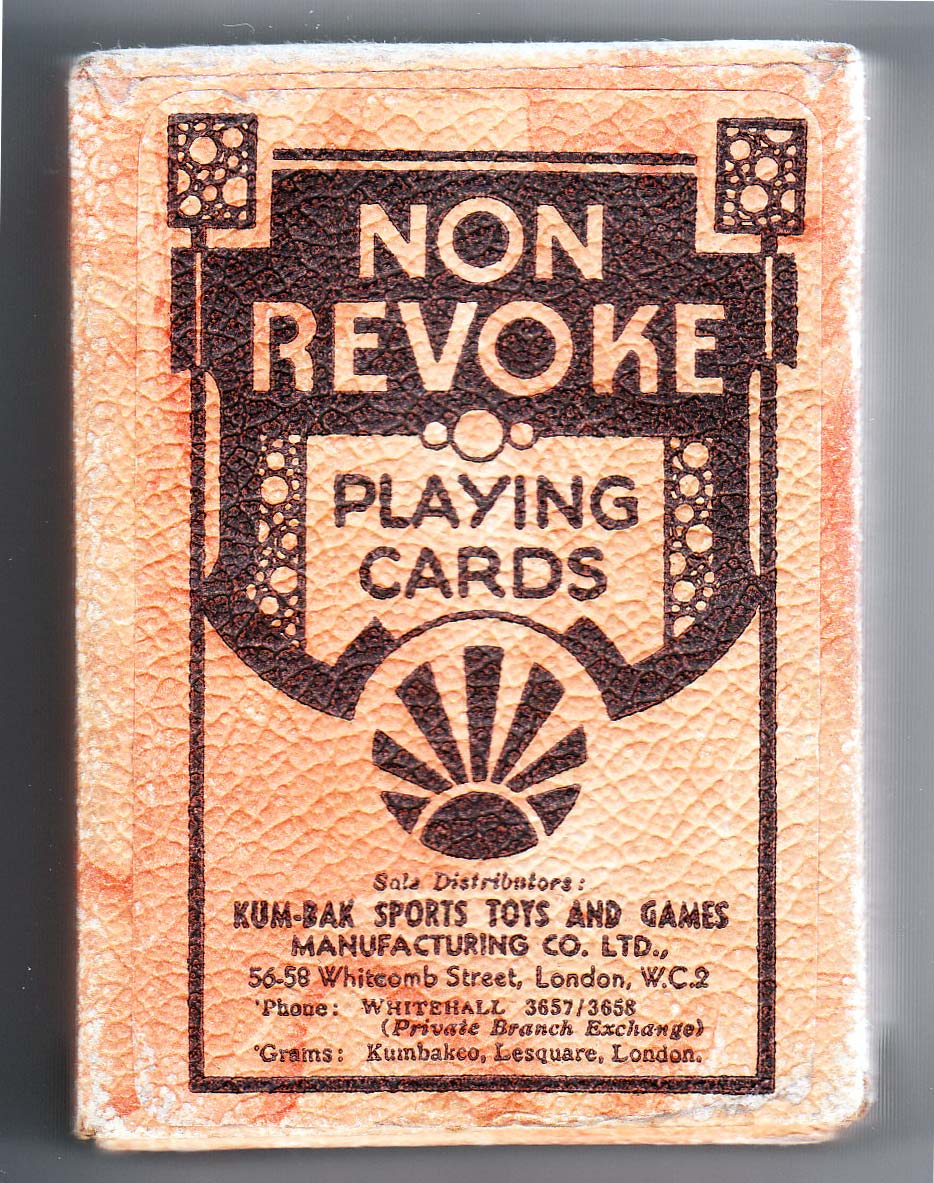 NON
REVOKE
PLAYING
CARDS
Sole Distributors:
KUM-BAK SPORTS TOYS AND GAMES
MANUFACTURING CO. LTD.,
56-58 Whitcomb Street, London, W.C.2
'Phone: WHITEHALL 3657/3658
(Private Branch Exchange)
'Grams: Kumbakco, Lesquare, London.